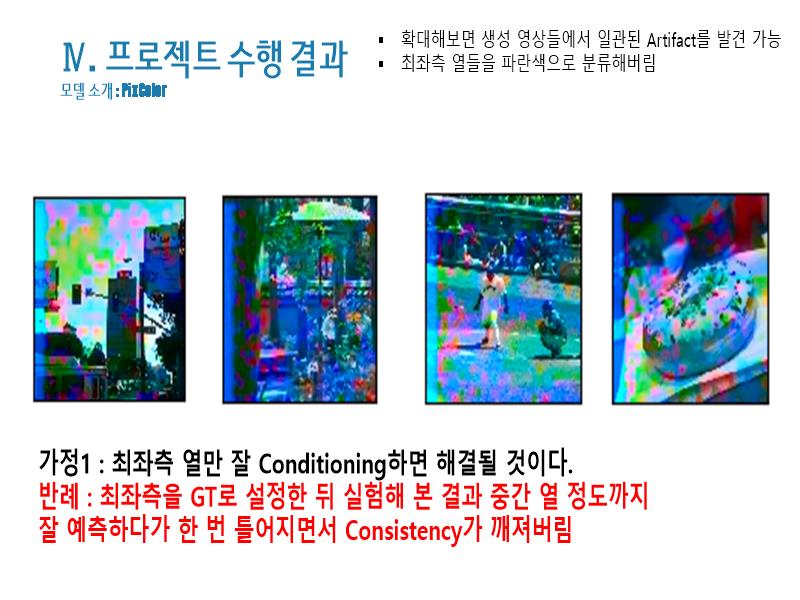 Ⅳ. 프로젝트 수행 결과
모델 소개 : PixColor
▪ 확대해보면 생성 영상들에서 일관된 Artifact를 발견 가능
▪ 최좌측 열들을 파란색으로 분류해버림
가정1 : 최좌측 열만 잘 Conditioning하면 해결될 것이다.
반례 : 최좌측을 GT로 설정한 뒤 실험해 본 결과 중간 열 정도까지
잘 예측하다가 한 번 틀어지면서 Consistency가 깨져버림